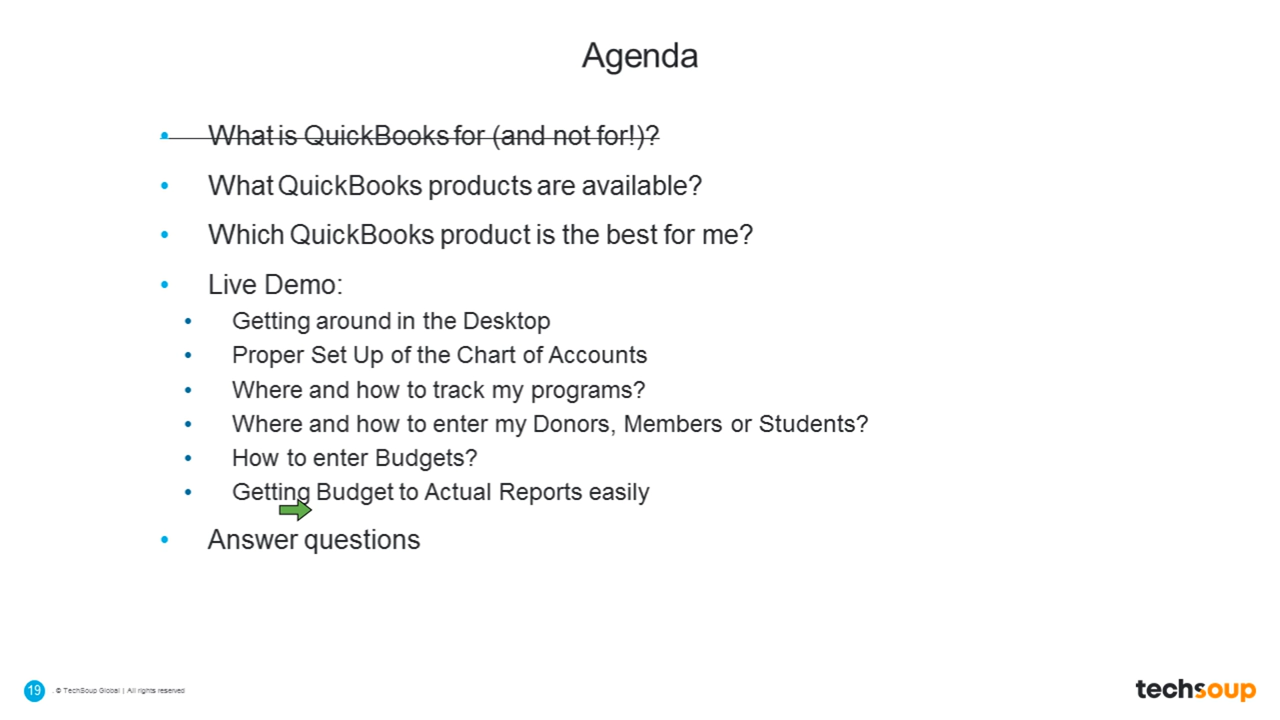 Agenda
• What is QuickBooks for (and not for!)?
• What QuickBooks products are available?
• Which QuickBooks product is the best for me?
• Live Demo:
• Getting around in the Desktop
• Proper Set Up of the Chart of Accounts
• Where and how to track my programs?
• Where and how to enter my Donors, Members or Students?
• How to enter Budgets?
• Getting Budget to Actual Reports easily
• Answer questions
19 . © TechSoup Global | All rights reserved
techsoup